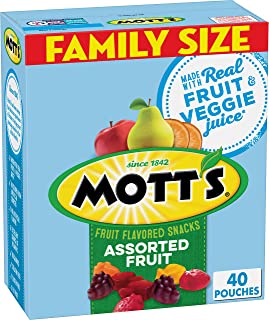 FAMILY SIZE
MADE WITH Real
FRUIT &
VEGGIE
juice*
since 1842
MOTT'S®
FRUIT FLAVORED SNACKS
ASSORTED
FRUIT
40
POUCHES